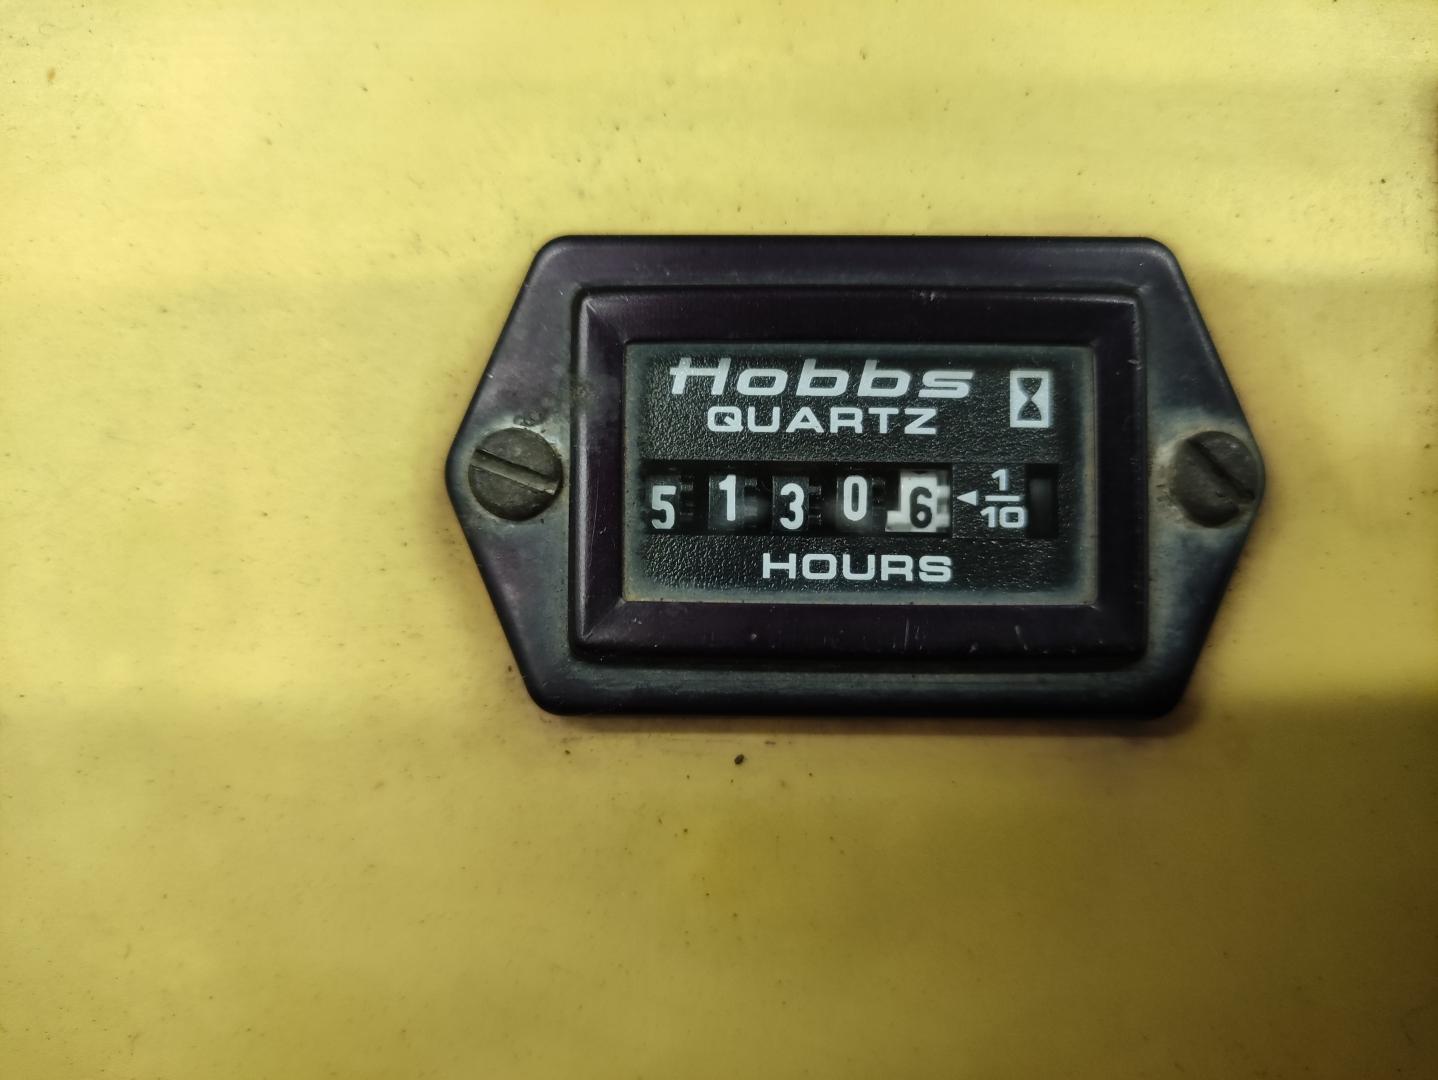 Hobbs
QUARTZ
5 1 3 0 6 ◄ 1/10
HOURS